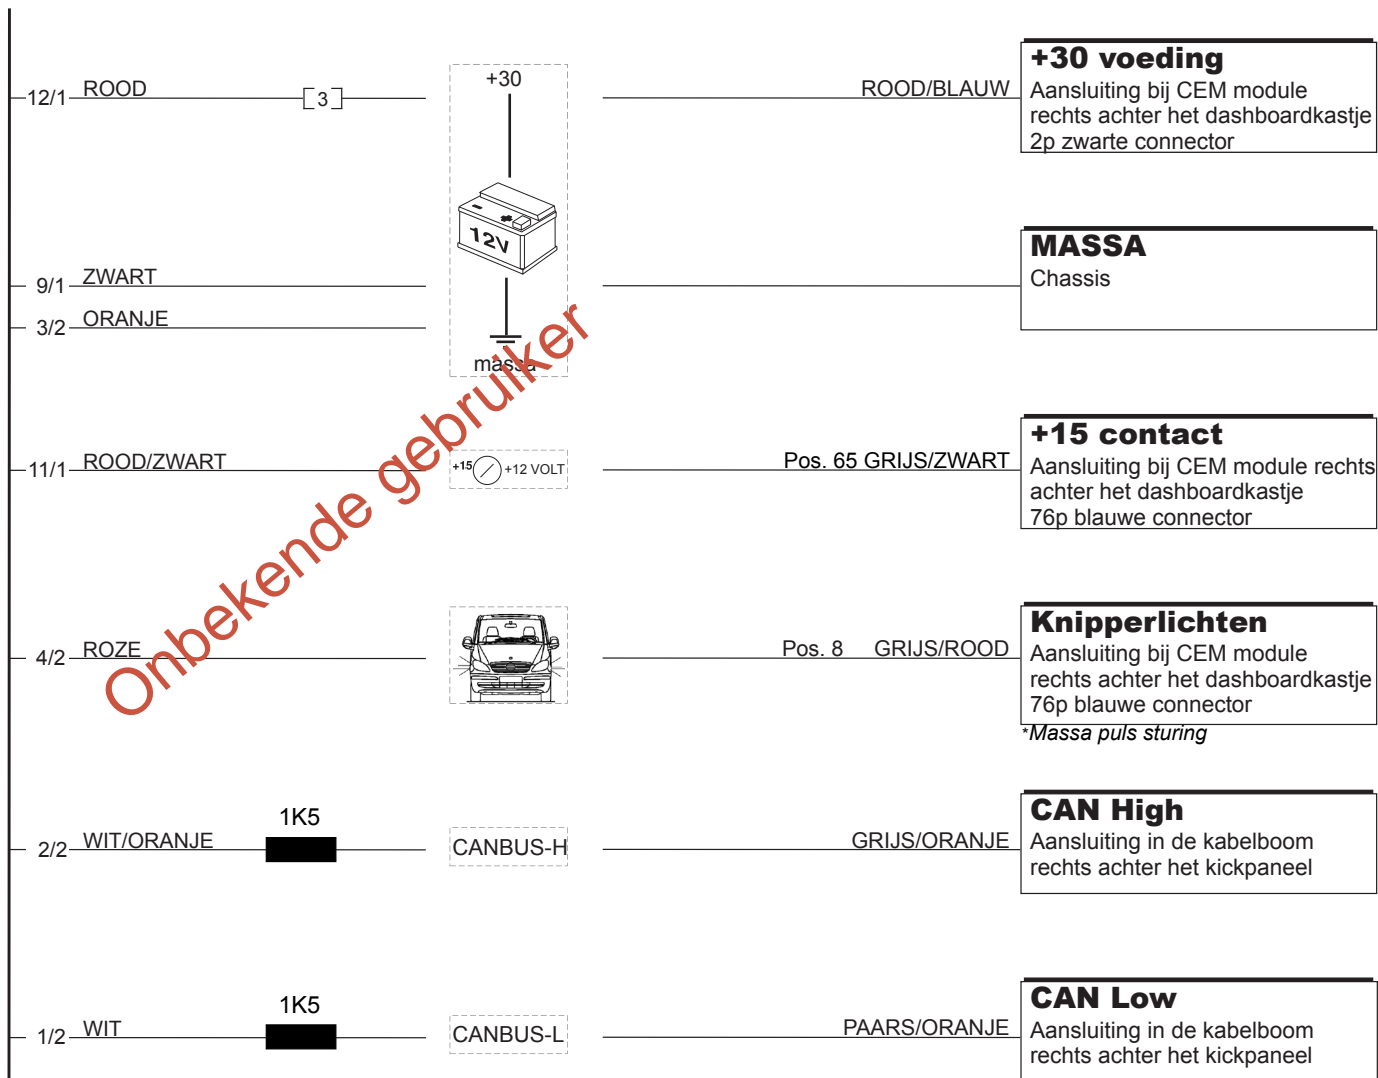 12/1 ROOD [3] +30 ROOD/BLAUW
+30 voeding
Aansluiting bij CEM module
rechts achter het dashboardkastje
2p zwarte connector
12V
9/1 ZWART
MASSA
Chassis
3/2 ORANJE
massa
Onbekende gebruiker
11/1 ROOD/ZWART +15 +12 VOLT Pos. 65 GRIJS/ZWART
+15 contact
Aansluiting bij CEM module rechts
achter het dashboardkastje
76p blauwe connector
4/2 ROZE Pos. 8 GRIJS/ROOD
Knipperlichten
Aansluiting bij CEM module
rechts achter het dashboardkastje
76p blauwe connector
*Massa puls sturing
2/2 WIT/ORANJE 1K5 CANBUS-H GRIJS/ORANJE
CAN High
Aansluiting in de kabelboom
rechts achter het kickpaneel
1/2 WIT 1K5 CANBUS-L PAARS/ORANJE
CAN Low
Aansluiting in de kabelboom
rechts achter het kickpaneel